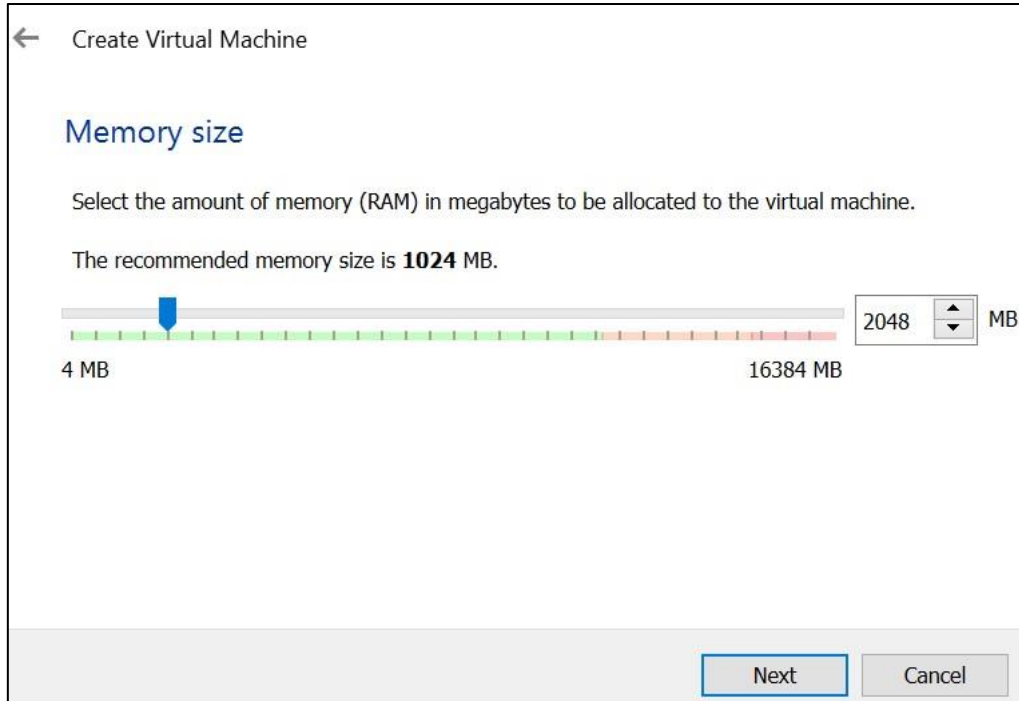 Create Virtual Machine
Memory size
Select the amount of memory (RAM) in megabytes to be allocated to the virtual machine.
The recommended memory size is 1024 MB.
2048 MB
4 MB 16384 MB
Next Cancel